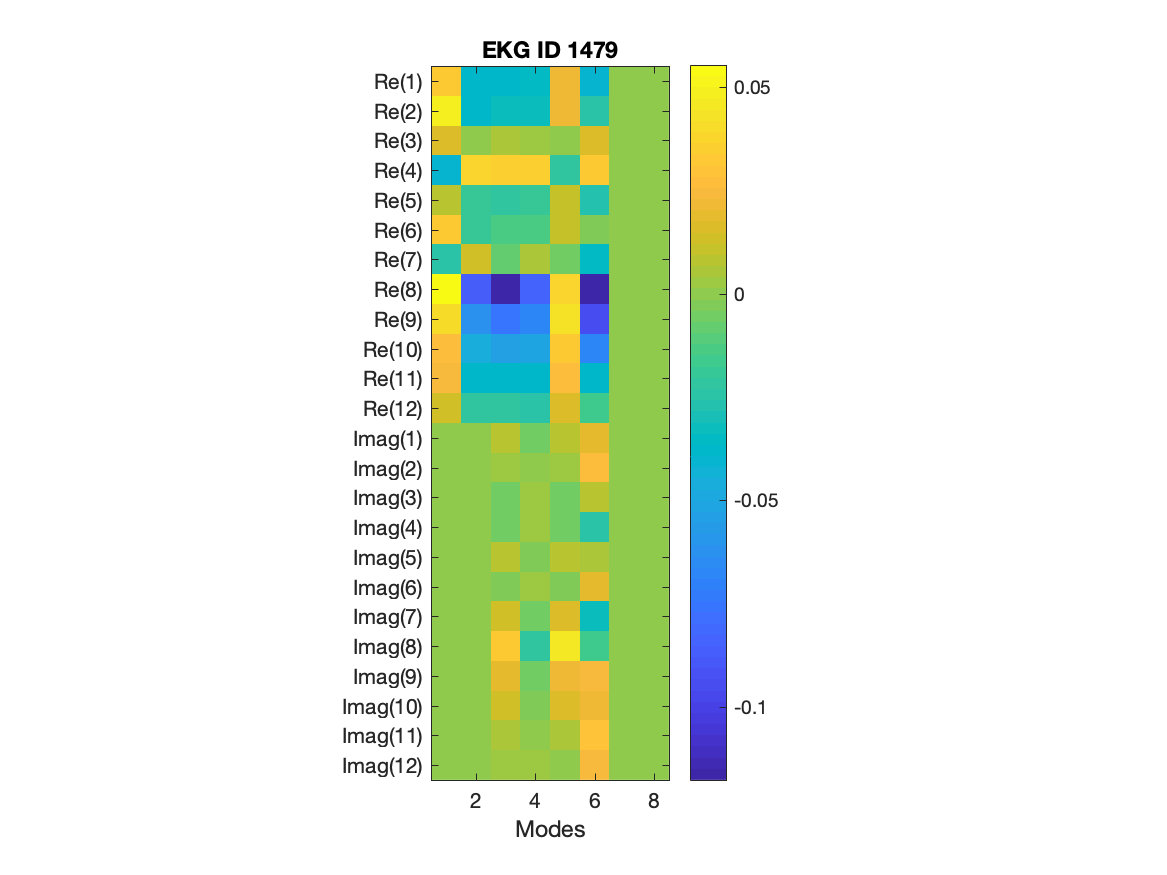 EKG ID 1479
Re(1)
Re(2)
Re(3)
Re(4)
Re(5)
Re(6)
Re(7)
Re(8)
Re(9)
Re(10)
Re(11)
Re(12)
Imag(1)
Imag(2)
Imag(3)
Imag(4)
Imag(5)
Imag(6)
Imag(7)
Imag(8)
Imag(9)
Imag(10)
Imag(11)
Imag(12)
2 4 6 8
Modes
0.05
0
-0.05
-0.1